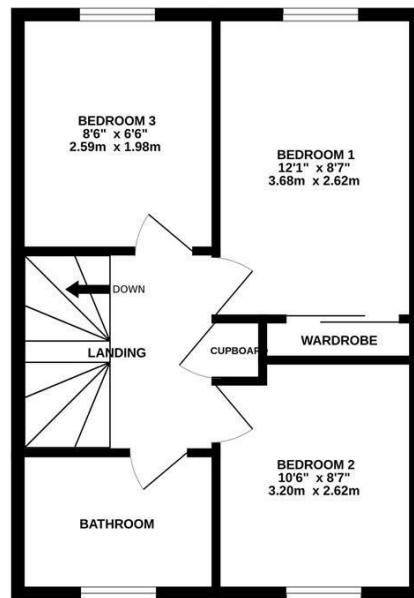 BEDROOM 3
8'6" x 6'6"
2.59m x 1.98m
BEDROOM 1
12'1" x 8'7"
3.68m x 2.62m
DOWN
LANDING
CUPBOARD
WARDROBE
BEDROOM 2
10'6" x 8'7"
3.20m x 2.62m
BATHROOM